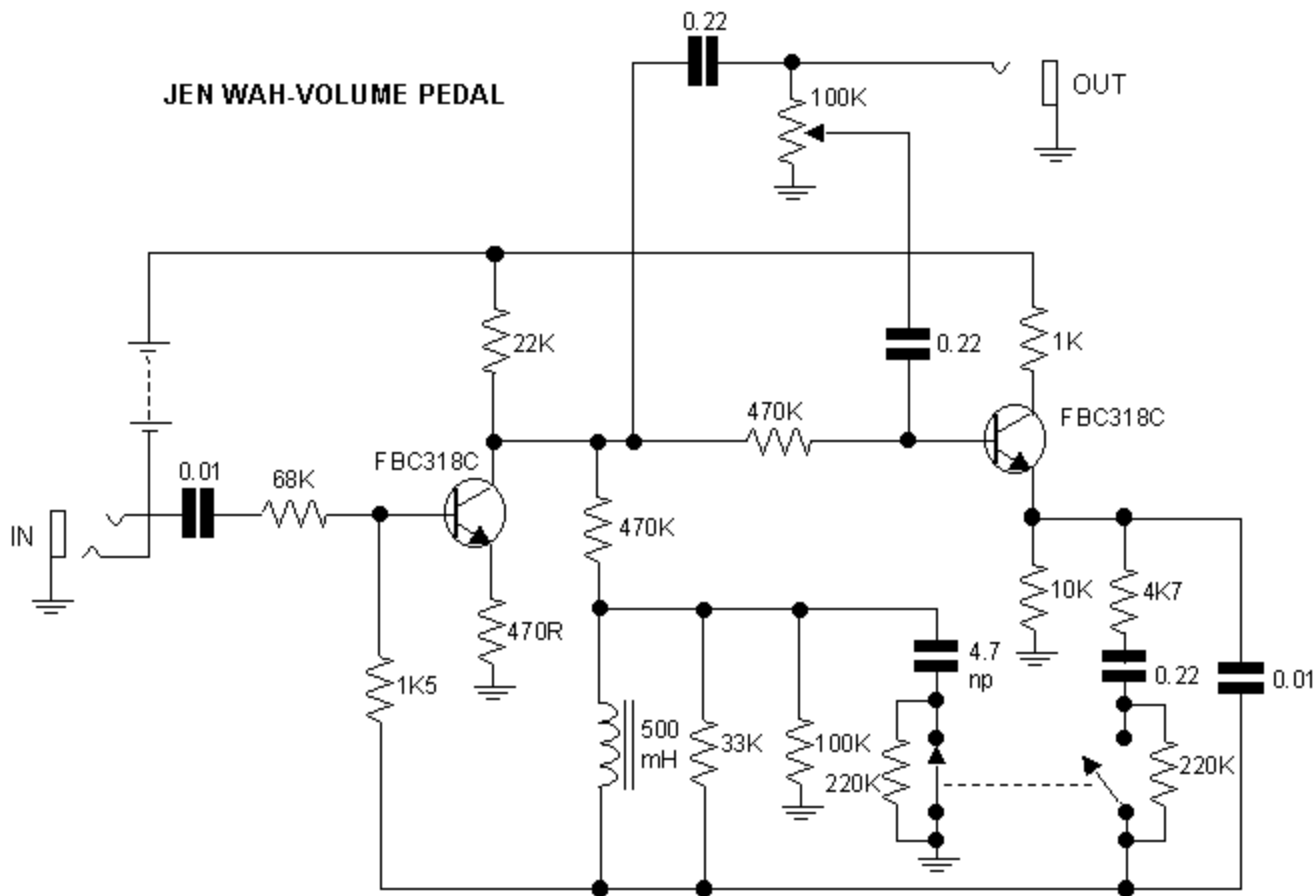 0.22
JEN WAH-VOLUME PEDAL
100K
OUT
22K
0.22
1K
470K
FBC318C
FBC318C
0.01
68K
IN
470K
10K
4K7
470R
4.7
np
0.22
0.01
1K5
500
mH
33K
100K
220K
220K